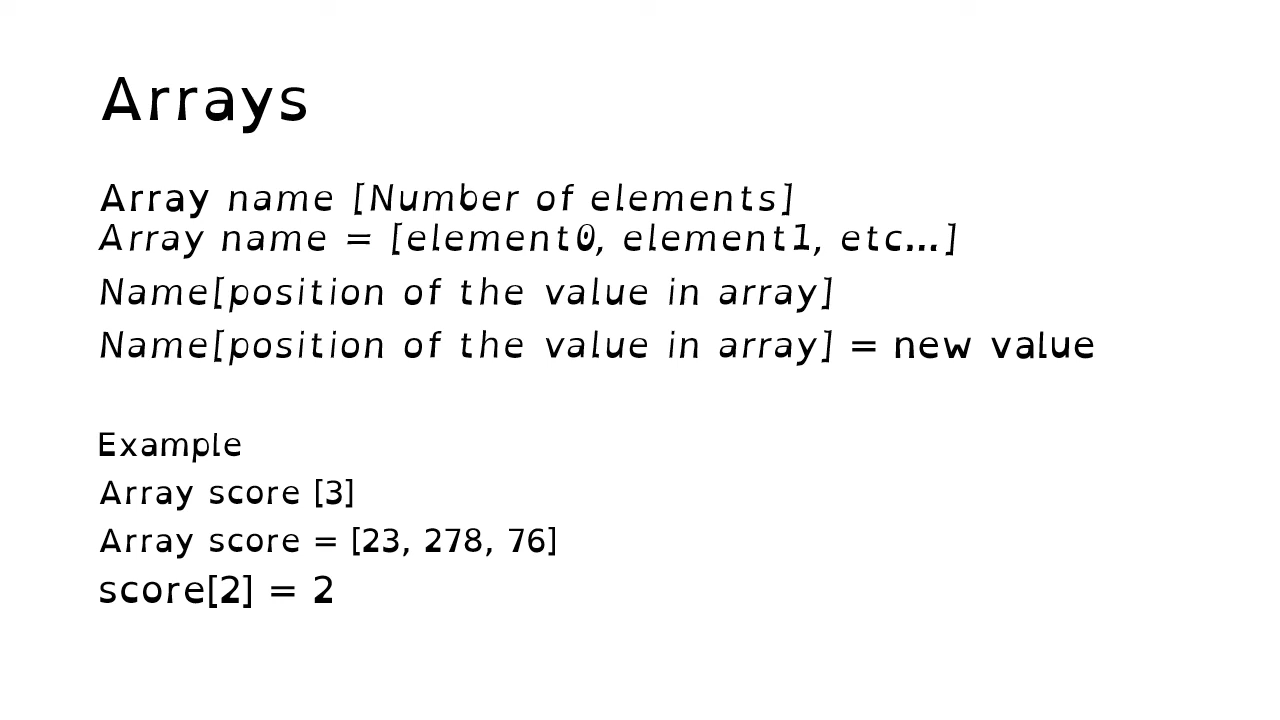 Arrays
Array name [Number of elements]
Array name = [element0, element1, etc...]
Name[position of the value in array]
Name[position of the value in array] = new value
Example
Array score [3]
Array score = [23, 278, 76]
score[2] = 2